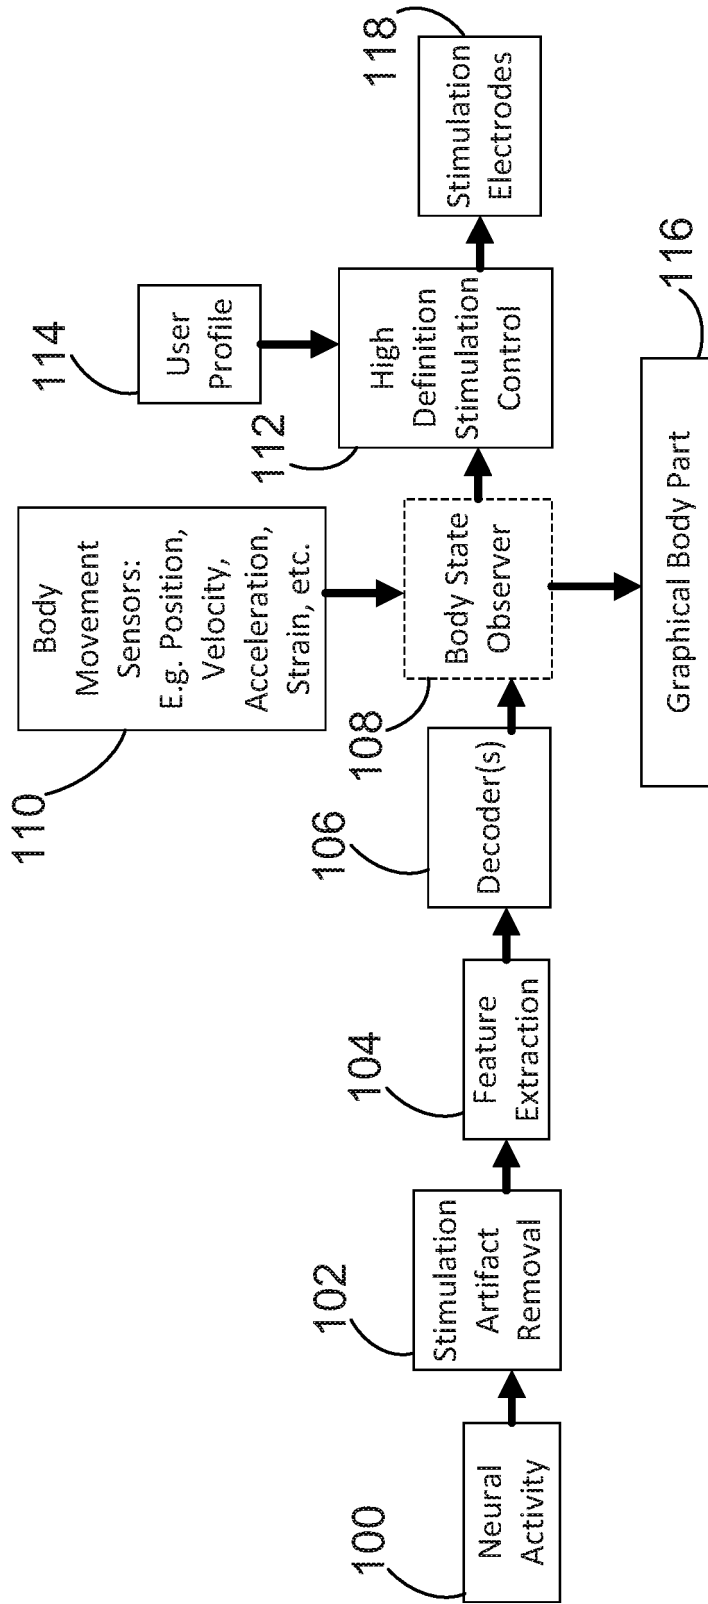 100
Neural
Activity
102
Stimulation
Artifact
Removal
104
Feature
Extraction
106
Decoder(s)
108
Body State
Observer
110
Body
Movement
Sensors:
E.g. Position,
Velocity,
Acceleration,
Strain, etc.
112
High
Definition
Stimulation
Control
114
User
Profile
116
Graphical Body Part
118
Stimulation
Electrodes